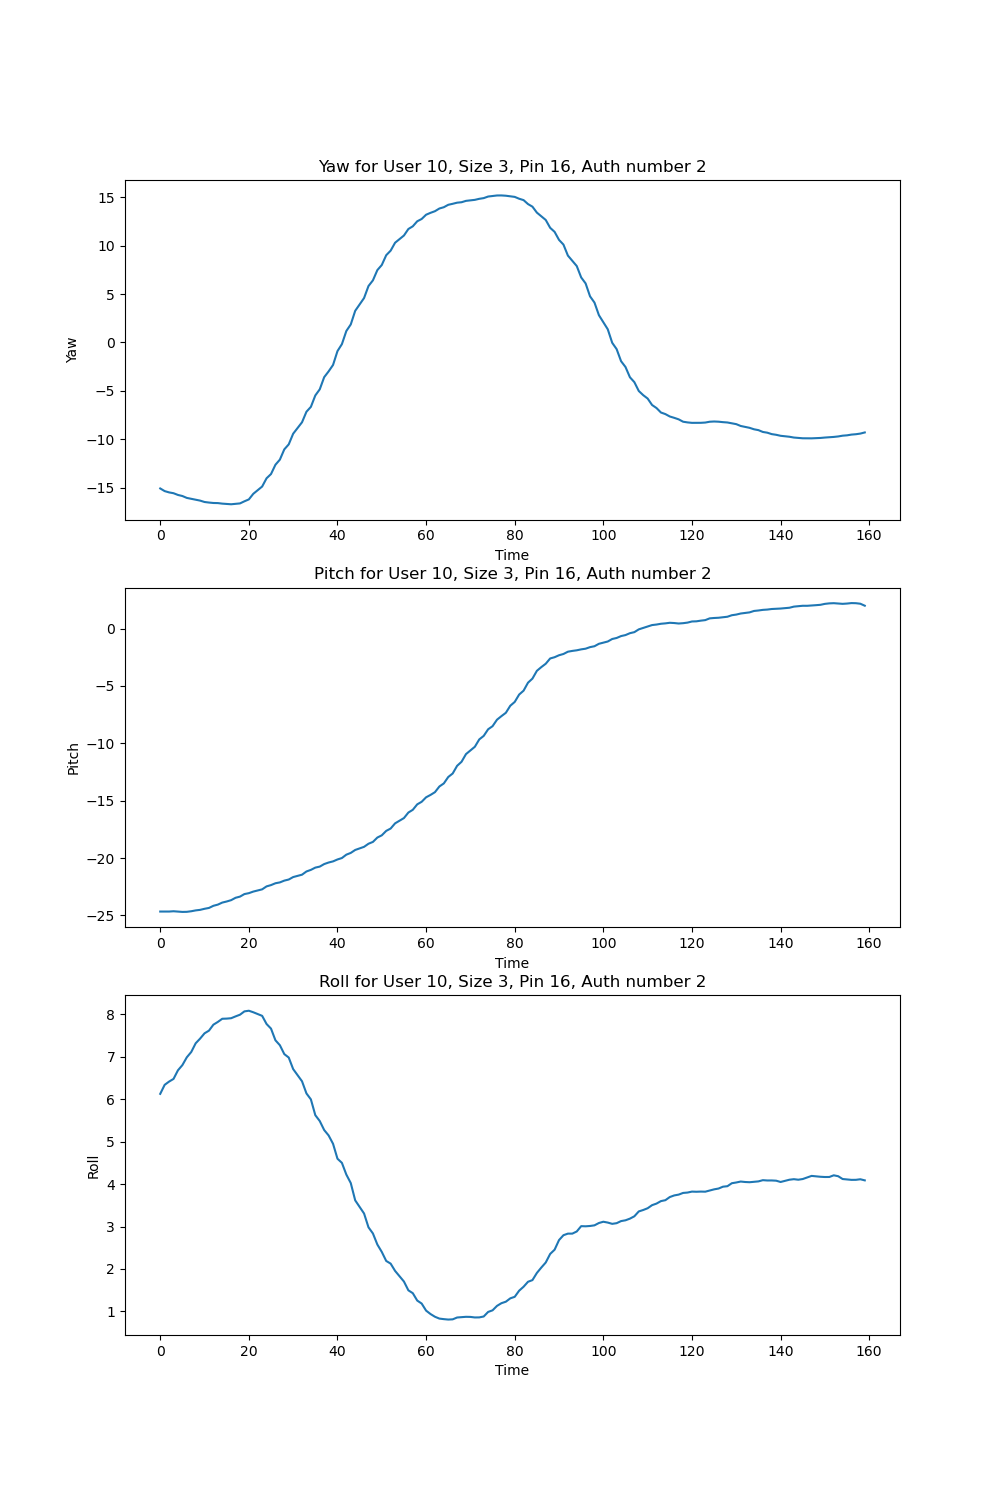 Yaw for User 10, Size 3, Pin 16, Auth number 2
15
10
5
0
−5
−10
−15
Yaw
0 20 40 60 80 100 120 140 160
Time
Pitch for User 10, Size 3, Pin 16, Auth number 2
0
−5
−10
−15
−20
−25
Pitch
0 20 40 60 80 100 120 140 160
Time
Roll for User 10, Size 3, Pin 16, Auth number 2
8
7
6
5
4
3
2
1
Roll
0 20 40 60 80 100 120 140 160
Time